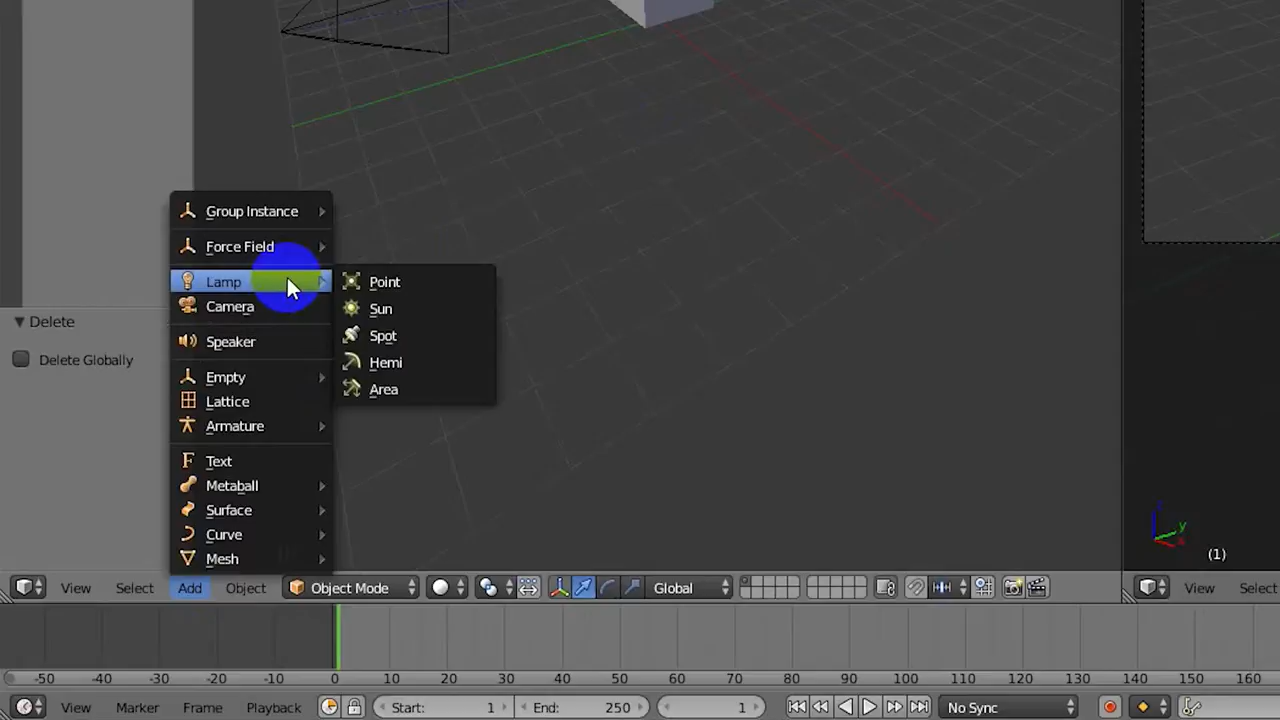 Group Instance
Force Field
Lamp
Camera
Speaker
Empty
Lattice
Armature
Text
Metaball
Surface
Curve
Mesh
Point
Sun
Spot
Hemi
Area
Delete
Delete Globally
(1)
z
y
x
View Select Add Object Object Mode Global View Select
-50 -40 -30 -20 -10 0 10 20 30 40 50 60 70 80 90 100 110 120 130 140 150 160
View Marker Frame Playback Start: 1 End: 250 1 No Sync